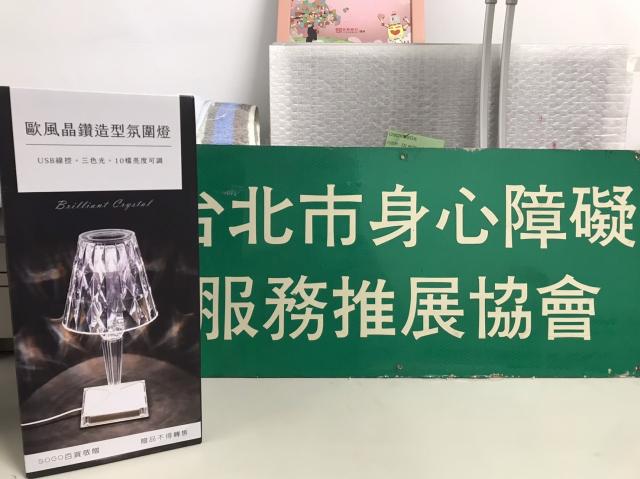 歐風晶鑽造型氛圍燈
USB線控・三色光・10檔亮度可調
Brilliant Crystal
SOGO百貨敬贈
贈品不得轉售
台北市身心障礙
服務推展協會